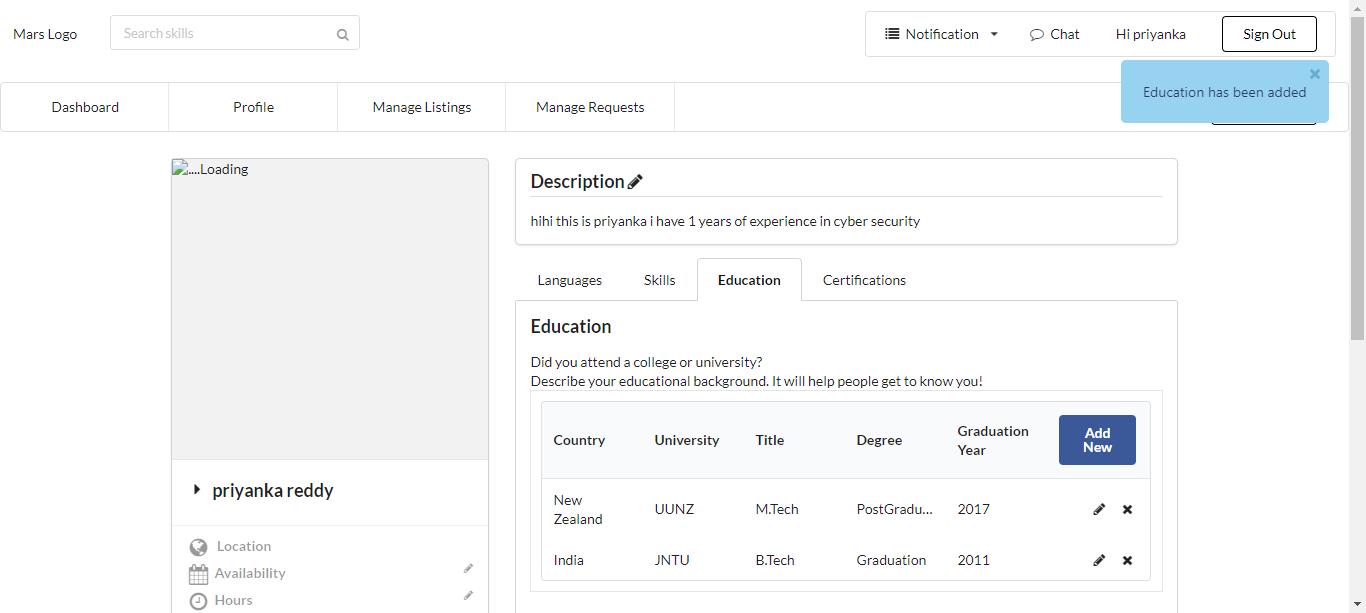 Mars Logo
Search skills
Notification
Chat
Hi priyanka
Sign Out
Education has been added
Dashboard
Profile
Manage Listings
Manage Requests
....Loading
priyanka reddy
Location
Availability
Hours
Description
hihi this is priyanka i have 1 years of experience in cyber security
Languages
Skills
Education
Certifications
Education
Did you attend a college or university?
Describe your educational background. It will help people get to know you!
Country University Title Degree Graduation Year
Add New
New Zealand UUNZ M.Tech PostGradu... 2017
India JNTU B.Tech Graduation 2011